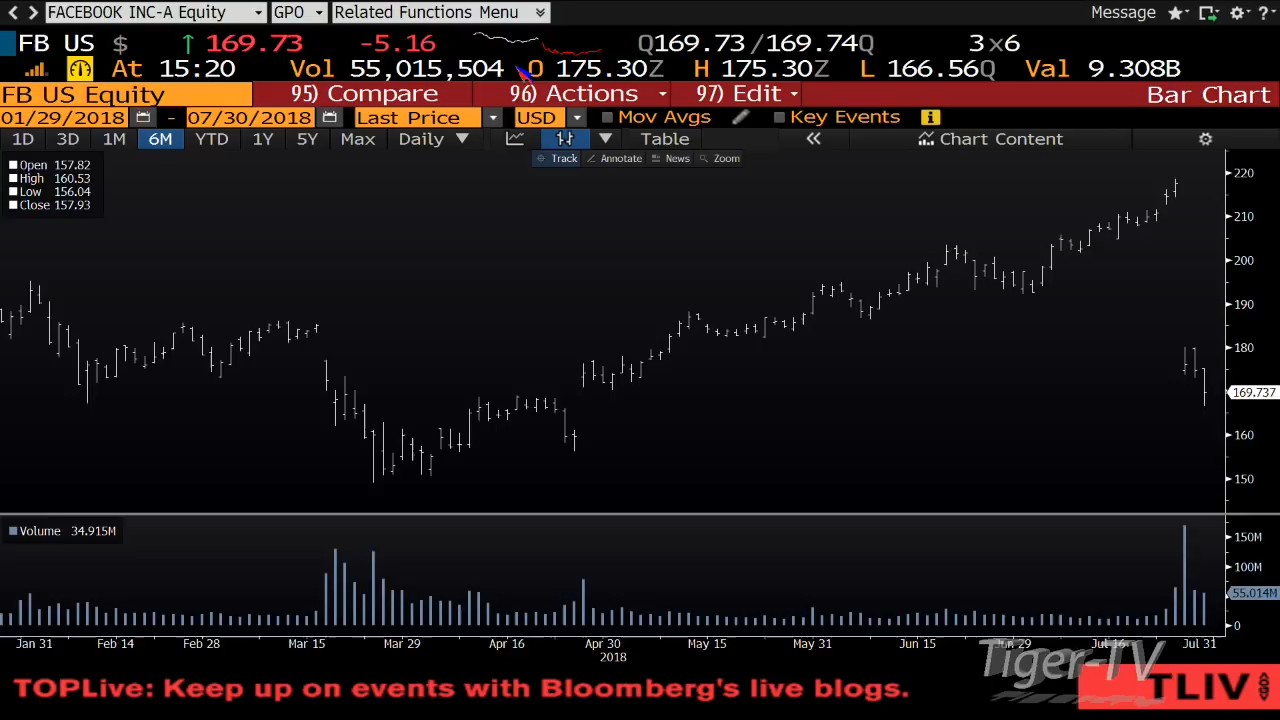 FACEBOOK INC-A Equity GPO Related Functions Menu Message ?
FB US $ ↑ 169.73 -5.16 Q169.73/169.74Q 3×6
At 15:20 Vol 55,015,504 O 175.30Z H 175.30Z L 166.56Q Val 9.308B
FB US Equity 95) Compare 96) Actions 97) Edit Bar Chart
01/29/2018 - 07/30/2018 Last Price USD Mov Avgs Key Events i
1D 3D 1M 6M YTD 1Y 5Y Max Daily Table « Chart Content
Track Annotate News Zoom
Open 157.82
High 160.53
Low 156.04
Close 157.93
220
210
200
190
180
169.737
160
150
Volume 34.915M
150M
100M
55.014M
0
Jan 31 Feb 14 Feb 28 Mar 15 Mar 29 Apr 16 Apr 30 May 15 May 31 Jun 15 Jun 29 Jul 16 Jul 31
2018
Tiger-TV
TOPLive: Keep up on events with Bloomberg's live blogs. TLIV